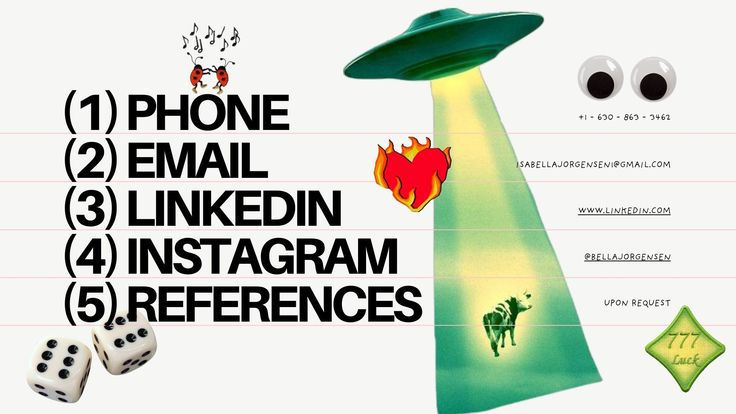 (1) PHONE
+1 - 630 - 863 - 3462
(2) EMAIL
ISABELLAJORGENSEN1@GMAIL.COM
(3) LINKEDIN
WWW.LINKEDIN.COM
(4) INSTAGRAM
@BELLAJORGENSEN
(5) REFERENCES
UPON REQUEST
777
Luck